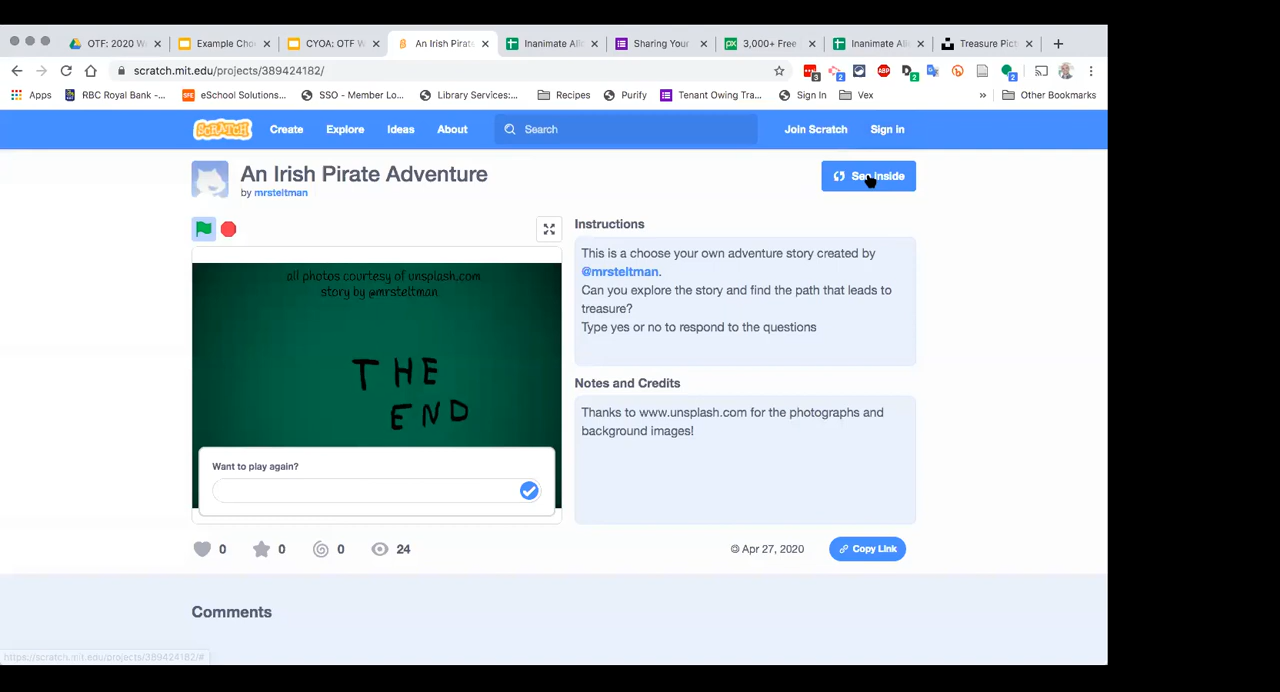 OTF: 2020 W
Example Cho
CYOA: OTF W
An Irish Pirate
Inanimate Alic
Sharing Your
3,000+ Free
Inanimate Alic
Treasure Pict
scratch.mit.edu/projects/389424182/
Apps
RBC Royal Bank -...
eSchool Solutions...
SSO - Member Lo...
Library Services:...
Recipes
Purify
Tenant Owing Tra...
Sign In
Vex
»
Other Bookmarks
SCRATCH
Create
Explore
Ideas
About
Search
Join Scratch
Sign in
An Irish Pirate Adventure
by mrsteltman
See inside
all photos courtesy of unsplash.com
story by @mrsteltman
THE
END
Want to play again?
Instructions
This is a choose your own adventure story created by
@mrsteltman.
Can you explore the story and find the path that leads to
treasure?
Type yes or no to respond to the questions
Notes and Credits
Thanks to www.unsplash.com for the photographs and
background images!
0
0
0
24
© Apr 27, 2020
Copy Link
Comments
https://scratch.mit.edu/projects/389424182/#